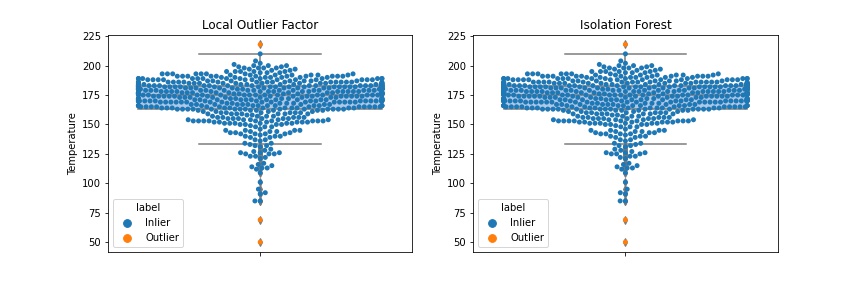 Local Outlier Factor
225
200
175
150
125
100
75
50
Temperature
label
Inlier
Outlier
Isolation Forest
225
200
175
150
125
100
75
50
Temperature
label
Inlier
Outlier